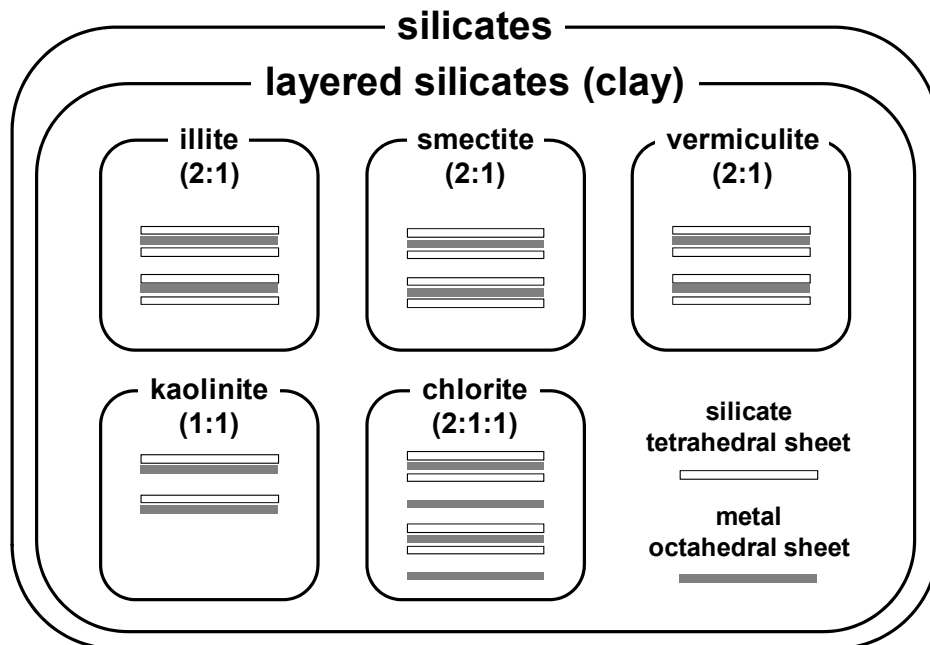 silicates
layered silicates (clay)
illite
(2:1)
smectite
(2:1)
vermiculite
(2:1)
kaolinite
(1:1)
chlorite
(2:1:1)
silicate
tetrahedral sheet
metal
octahedral sheet